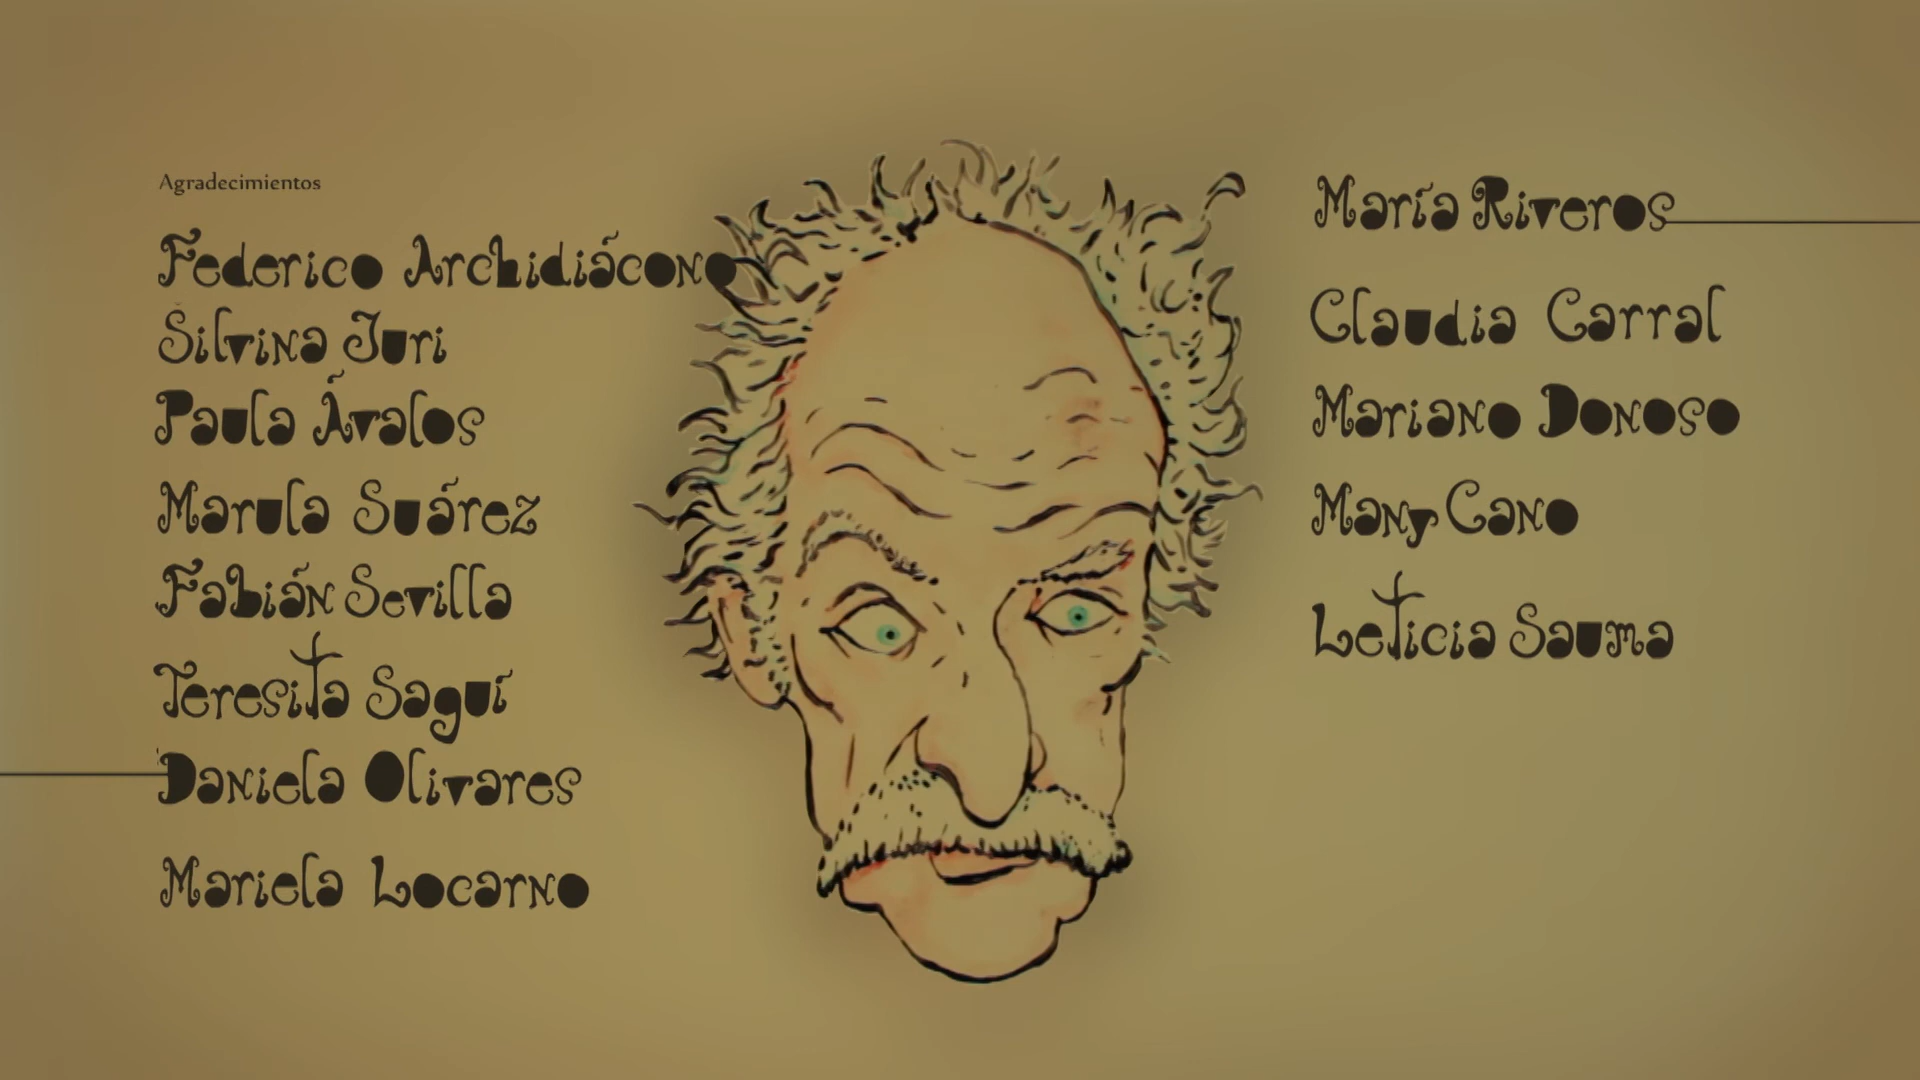 Agradecimientos
Federico Archidiácono
Silvina Juri
Paula Ávalos
Marula Suárez
Fabián Sevilla
Teresita Saguí
Daniela Olivares
Mariela Locarno
María Riveros
Claudia Carral
Mariano Donoso
Many Cano
Leticia Sauma